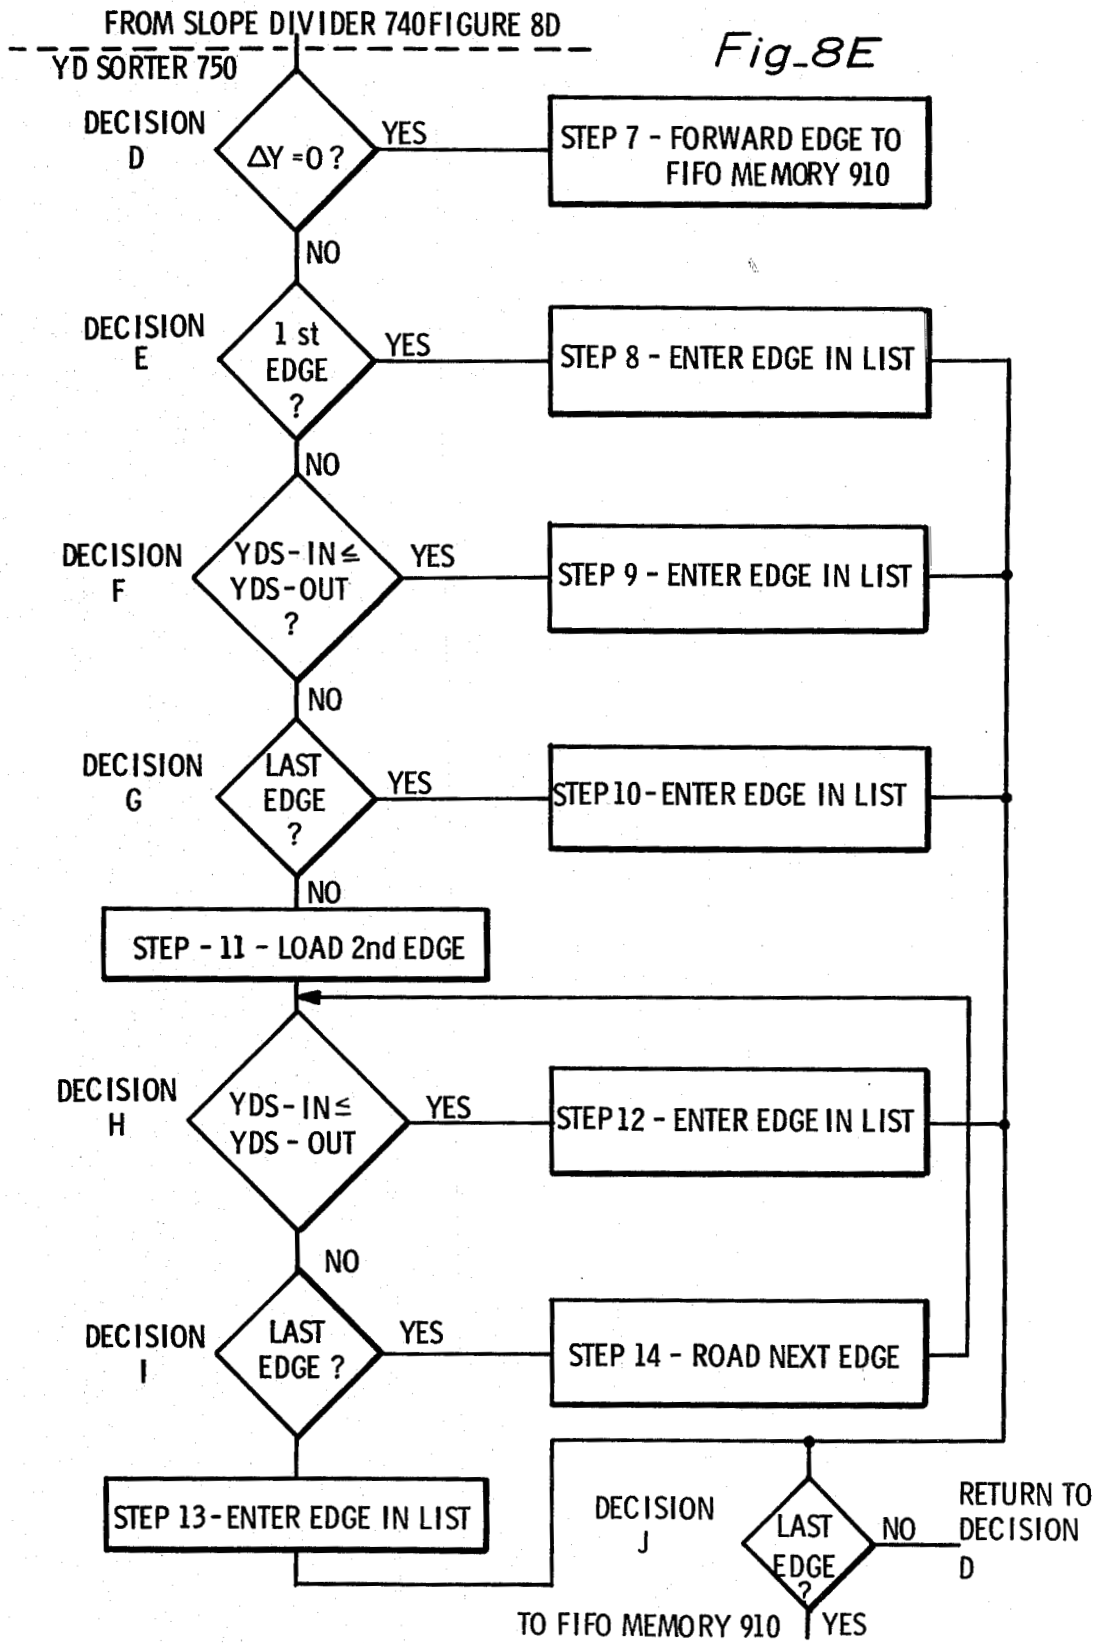 FROM SLOPE DIVIDER 740 FIGURE 8D
Fig_8E
YD SORTER 750
DECISION
D
ΔY =0 ?
YES
STEP 7 - FORWARD EDGE TO
FIFO MEMORY 910
NO
DECISION
E
1 st
EDGE
?
YES
STEP 8 - ENTER EDGE IN LIST
NO
DECISION
F
YDS-IN ≤
YDS-OUT
?
YES
STEP 9 - ENTER EDGE IN LIST
NO
DECISION
G
LAST
EDGE
?
YES
STEP 10 - ENTER EDGE IN LIST
NO
STEP - 11 - LOAD 2nd EDGE
DECISION
H
YDS-IN ≤
YDS - OUT
YES
STEP 12 - ENTER EDGE IN LIST
NO
DECISION
I
LAST
EDGE ?
YES
STEP 14 - ROAD NEXT EDGE
STEP 13 - ENTER EDGE IN LIST
DECISION
J
LAST
EDGE
?
NO
RETURN TO
DECISION
D
TO FIFO MEMORY 910
YES